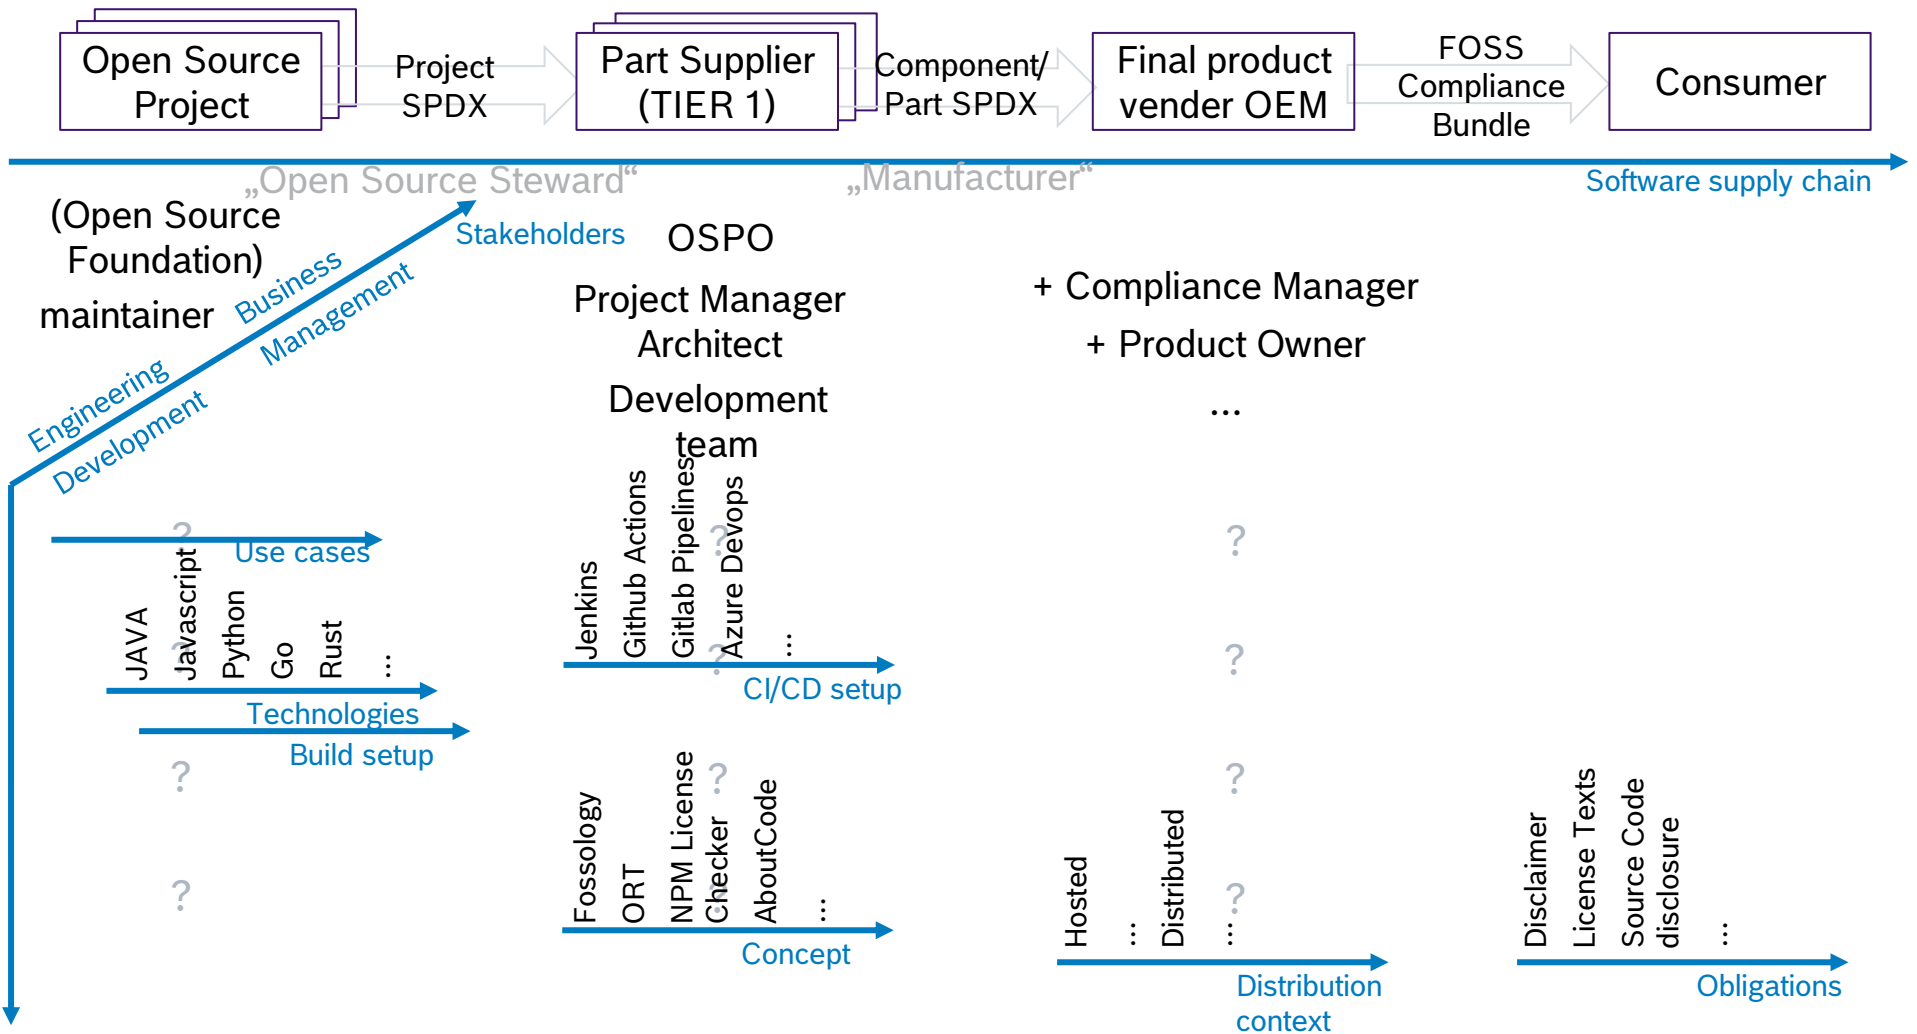 Open Source
Project
Project
SPDX
Part Supplier
(TIER 1)
Component/
Part SPDX
Final product
vender OEM
FOSS
Compliance
Bundle
Consumer
„Open Source Steward“
„Manufacturer“
Software supply chain
(Open Source
Foundation)
maintainer
Stakeholders
Business
Management
Engineering
Development
OSPO
Project Manager
Architect
Development
team
+ Compliance Manager
+ Product Owner
...
?
?
?
Use cases
JAVA
Javascript
Python
Go
Rust
...
?
Technologies
Build setup
Jenkins
Github Actions
Gitlab Pipelines
Azure Devops
...
?
?
CI/CD setup
?
?
?
Fossology
ORT
NPM License
Checker
AboutCode
...
?
Concept
?
Hosted
...
Distributed
...
?
Distribution
context
Disclaimer
License Texts
Source Code
disclosure
...
Obligations